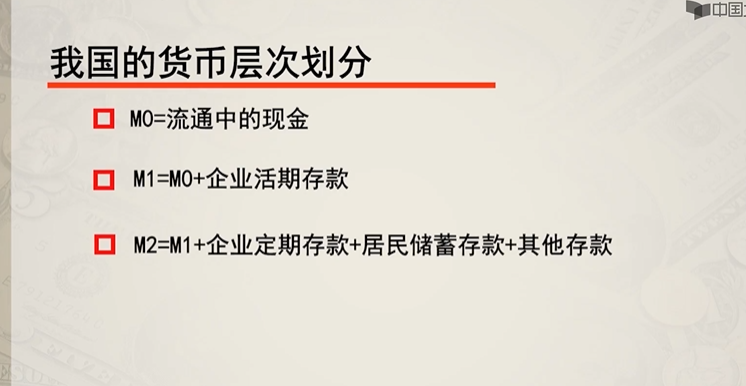 中国
我国的货币层次划分
M0=流通中的现金
M1=M0+企业活期存款
M2=M1+企业定期存款+居民储蓄存款+其他存款